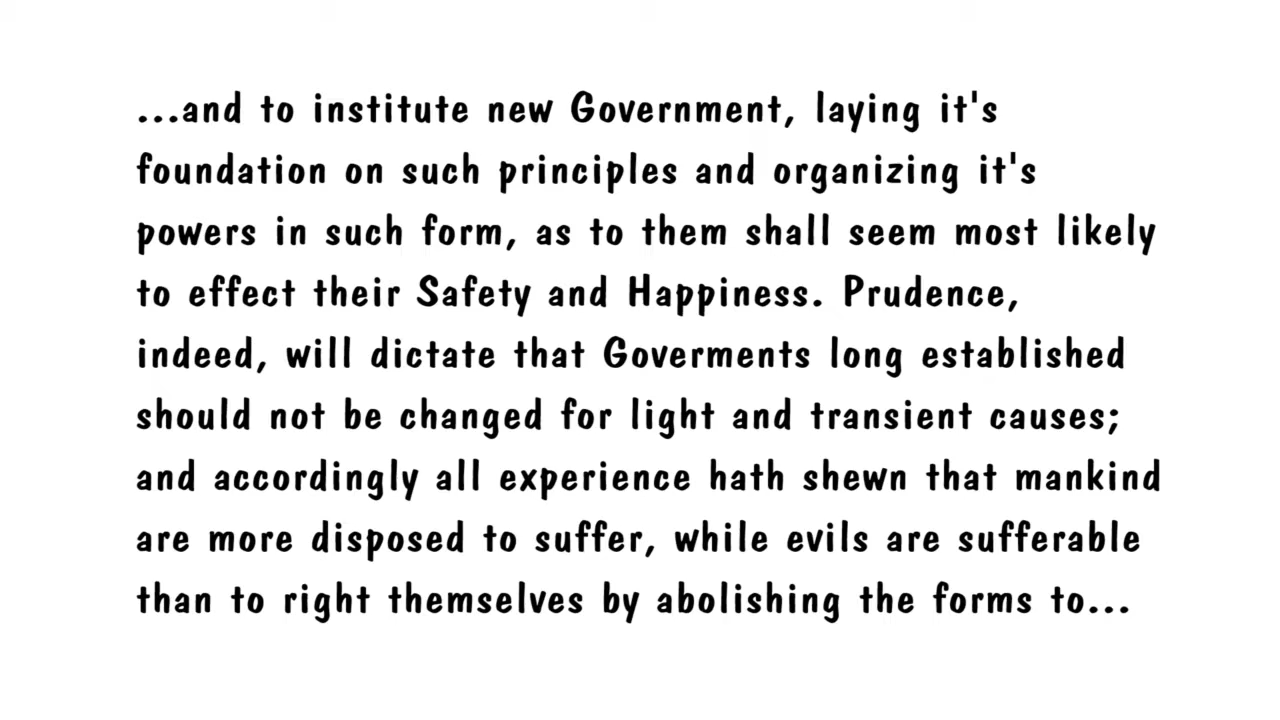 ...and to institute new Government, laying it's
foundation on such principles and organizing it's
powers in such form, as to them shall seem most likely
to effect their Safety and Happiness. Prudence,
indeed, will dictate that Goverments long established
should not be changed for light and transient causes;
and accordingly all experience hath shewn that mankind
are more disposed to suffer, while evils are sufferable
than to right themselves by abolishing the forms to...